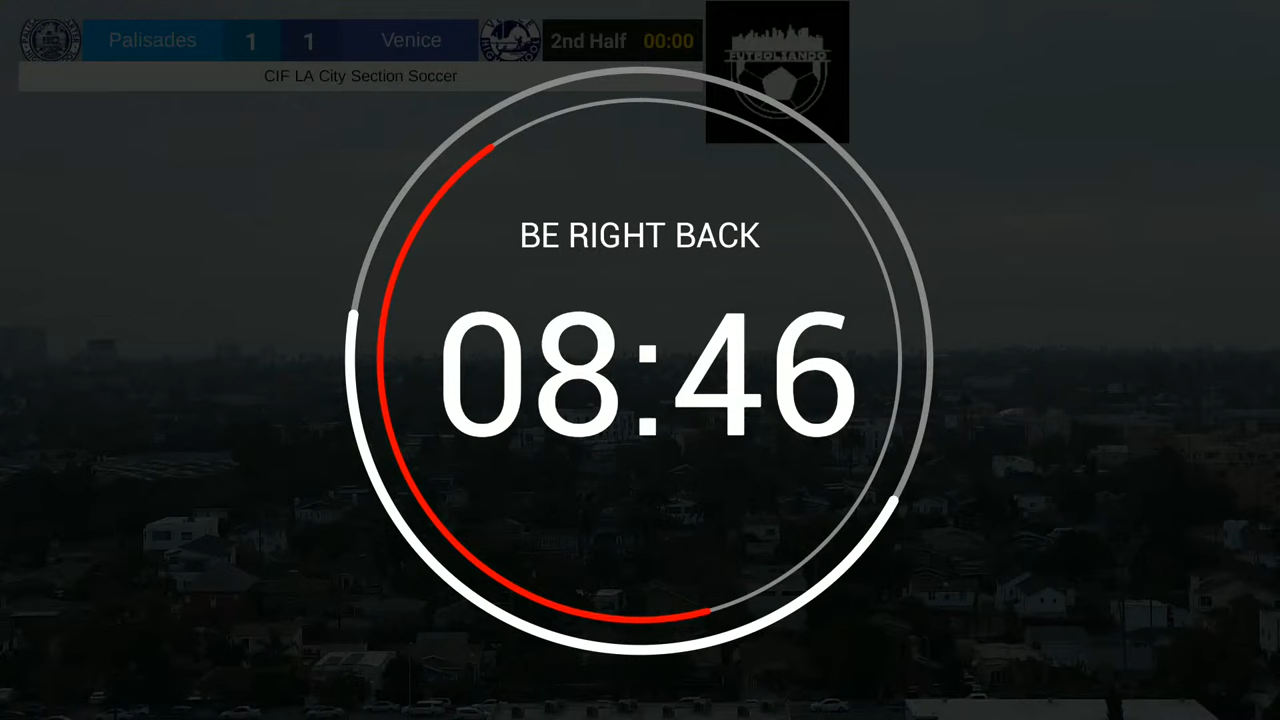 Palisades 1 1 Venice 2nd Half 00:00
CIF LA City Section Soccer
FUTBOLEANDO
BE RIGHT BACK
08:46